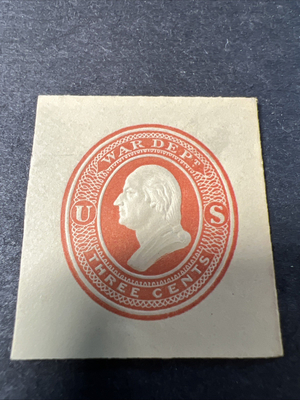 WAR DEPT.
U S
THREE CENTS